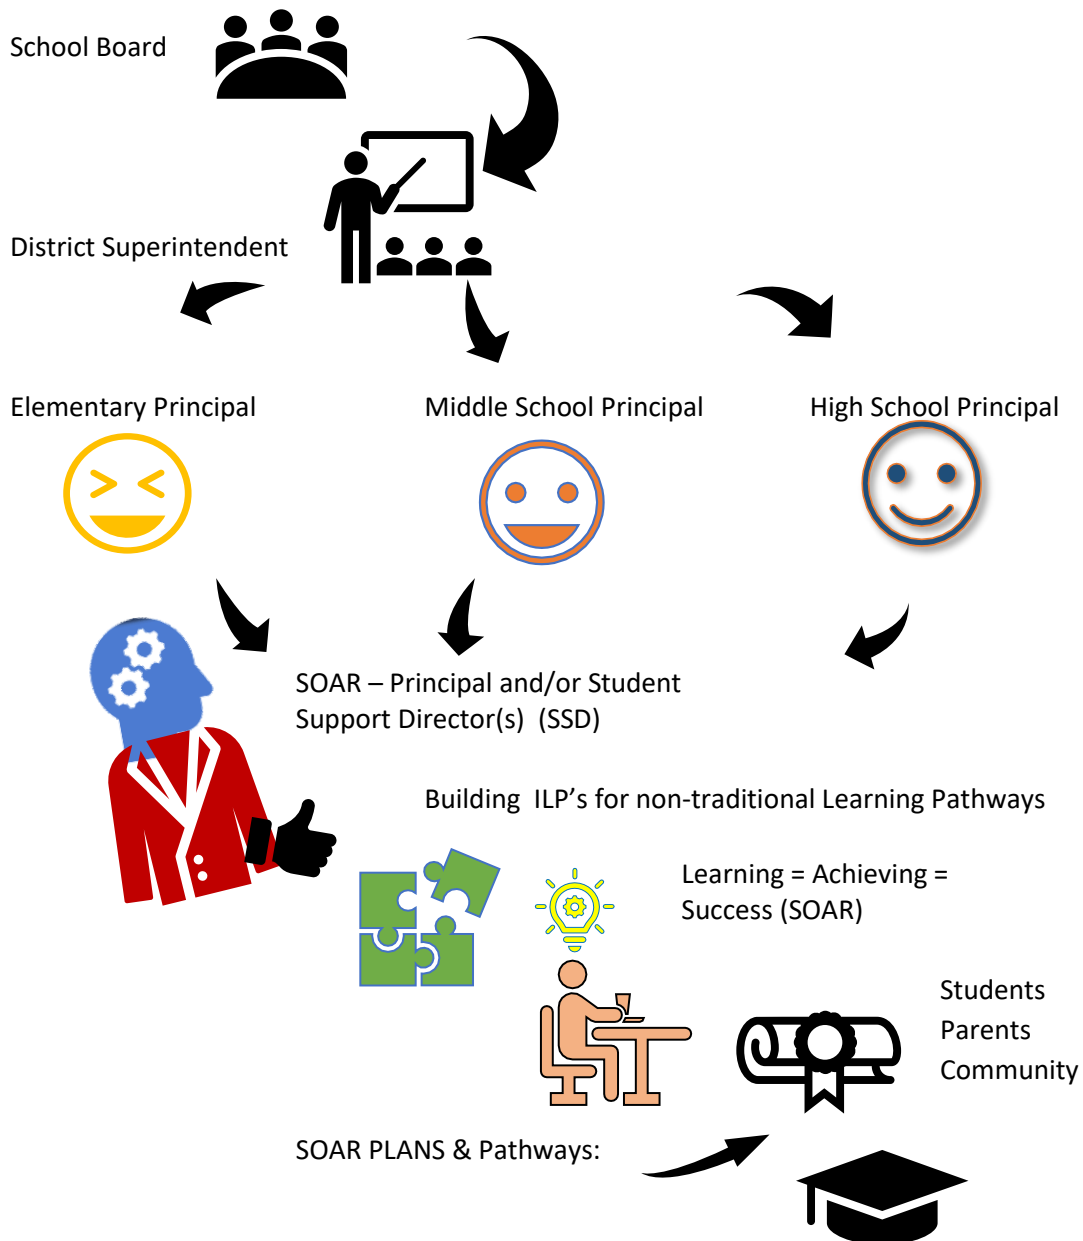 School Board
District Superintendent
Elementary Principal
Middle School Principal
High School Principal
SOAR – Principal and/or Student
Support Director(s)  (SSD)
Building  ILP’s for non-traditional Learning Pathways
Learning = Achieving =
Success (SOAR)
Students
Parents
Community
SOAR PLANS & Pathways: